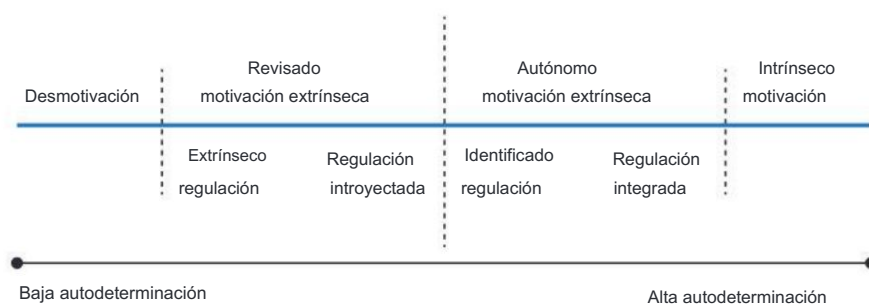 Desmotivación
Revisado
motivación extrínseca
Autónomo
motivación extrínseca
Intrínseco
motivación
Extrínseco
regulación
Regulación
introyectada
Identificado
regulación
Regulación
integrada
Baja autodeterminación
Alta autodeterminación